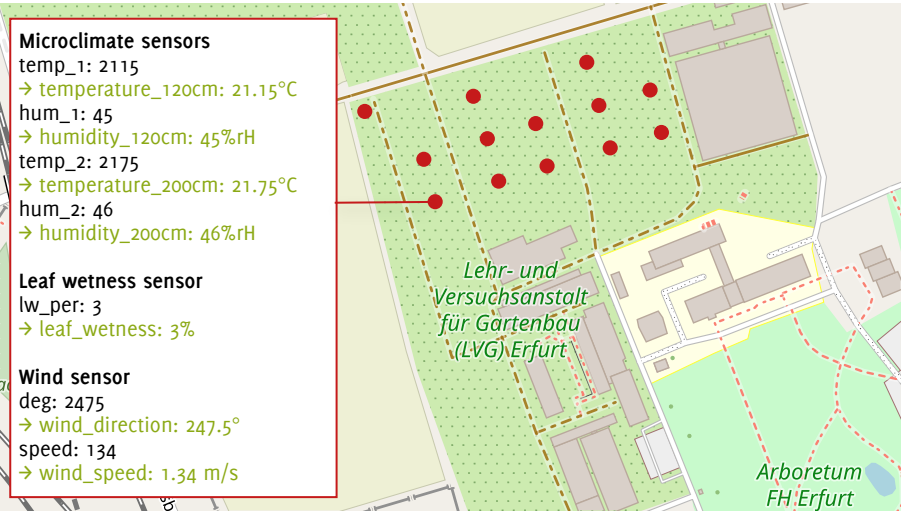 Microclimate sensors
temp_1: 2115
→ temperature_120cm: 21.15°C
hum_1: 45
→ humidity_120cm: 45%rH
temp_2: 2175
→ temperature_200cm: 21.75°C
hum_2: 46
→ humidity_200cm: 46%rH
Leaf wetness sensor
lw_per: 3
→ leaf_wetness: 3%
Wind sensor
deg: 2475
→ wind_direction: 247.5°
speed: 134
→ wind_speed: 1.34 m/s
Lehr- und
Versuchsanstalt
für Gartenbau
(LVG) Erfurt
Arboretum
FH Erfurt